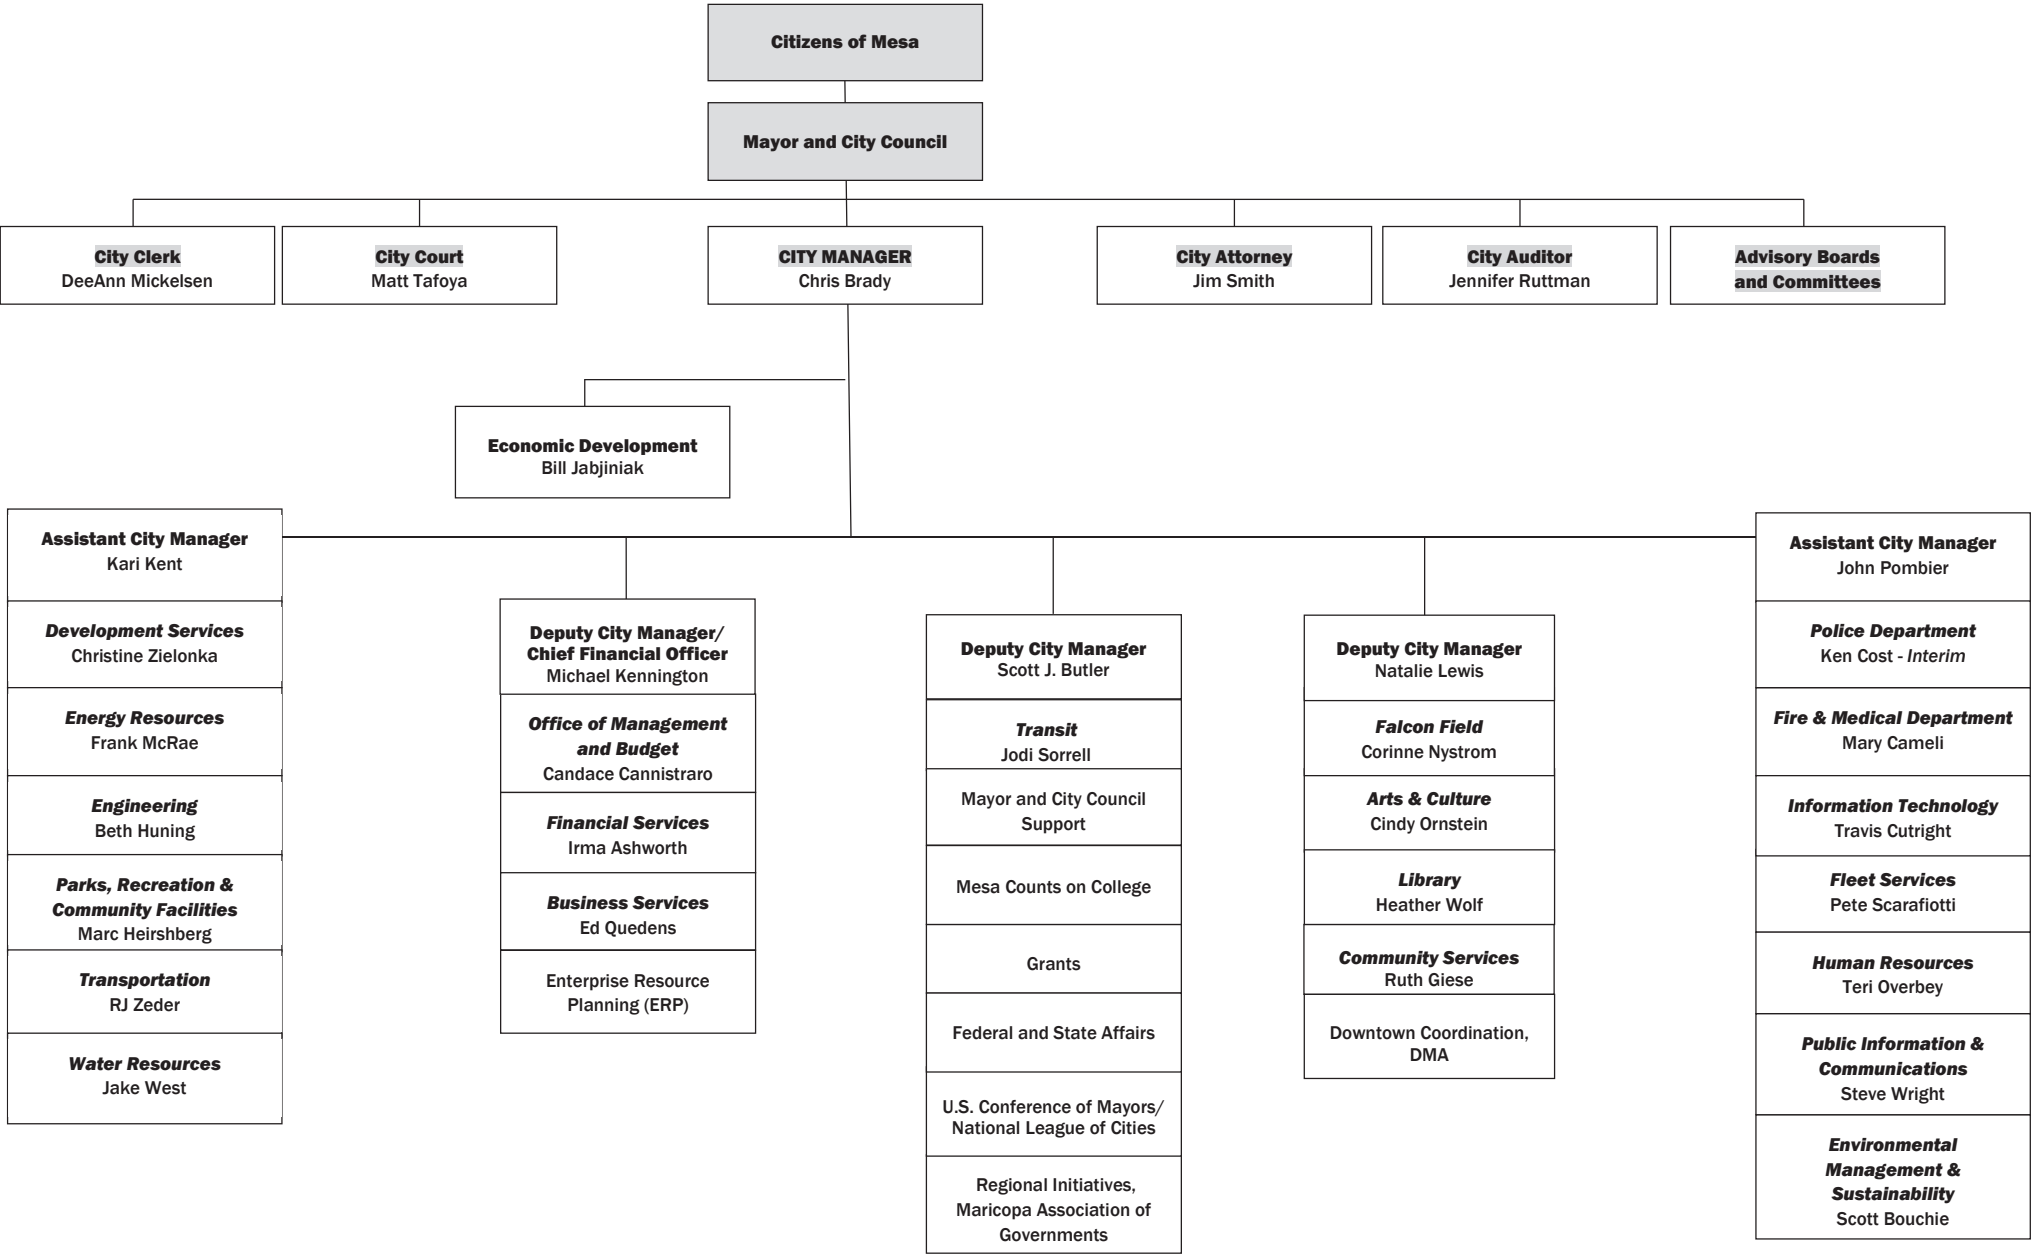 Citizens of Mesa
Mayor and City Council
City Clerk
DeeAnn Mickelsen
City Court
Matt Tafoya
CITY MANAGER
Chris Brady
City Attorney
Jim Smith
City Auditor
Jennifer Ruttman
Advisory Boards
and Committees
Economic Development
Bill Jabjiniak
Assistant City Manager
Kari Kent
Development Services
Christine Zielonka
Energy Resources
Frank McRae
Engineering
Beth Huning
Parks, Recreation &
Community Facilities
Marc Heirshberg
Transportation
RJ Zeder
Water Resources
Jake West
Deputy City Manager/
Chief Financial Officer
Michael Kennington
Office of Management
and Budget
Candace Cannistraro
Financial Services
Irma Ashworth
Business Services
Ed Quedens
Enterprise Resource
Planning (ERP)
Deputy City Manager
Scott J. Butler
Transit
Jodi Sorrell
Mayor and City Council
Support
Mesa Counts on College
Grants
Federal and State Affairs
U.S. Conference of Mayors/
National League of Cities
Regional Initiatives,
Maricopa Association of
Governments
Deputy City Manager
Natalie Lewis
Falcon Field
Corinne Nystrom
Arts & Culture
Cindy Ornstein
Library
Heather Wolf
Community Services
Ruth Giese
Downtown Coordination,
DMA
Assistant City Manager
John Pombier
Police Department
Ken Cost - Interim
Fire & Medical Department
Mary Cameli
Information Technology
Travis Cutright
Fleet Services
Pete Scarafiotti
Human Resources
Teri Overbey
Public Information &
Communications
Steve Wright
Environmental
Management &
Sustainability
Scott Bouchie